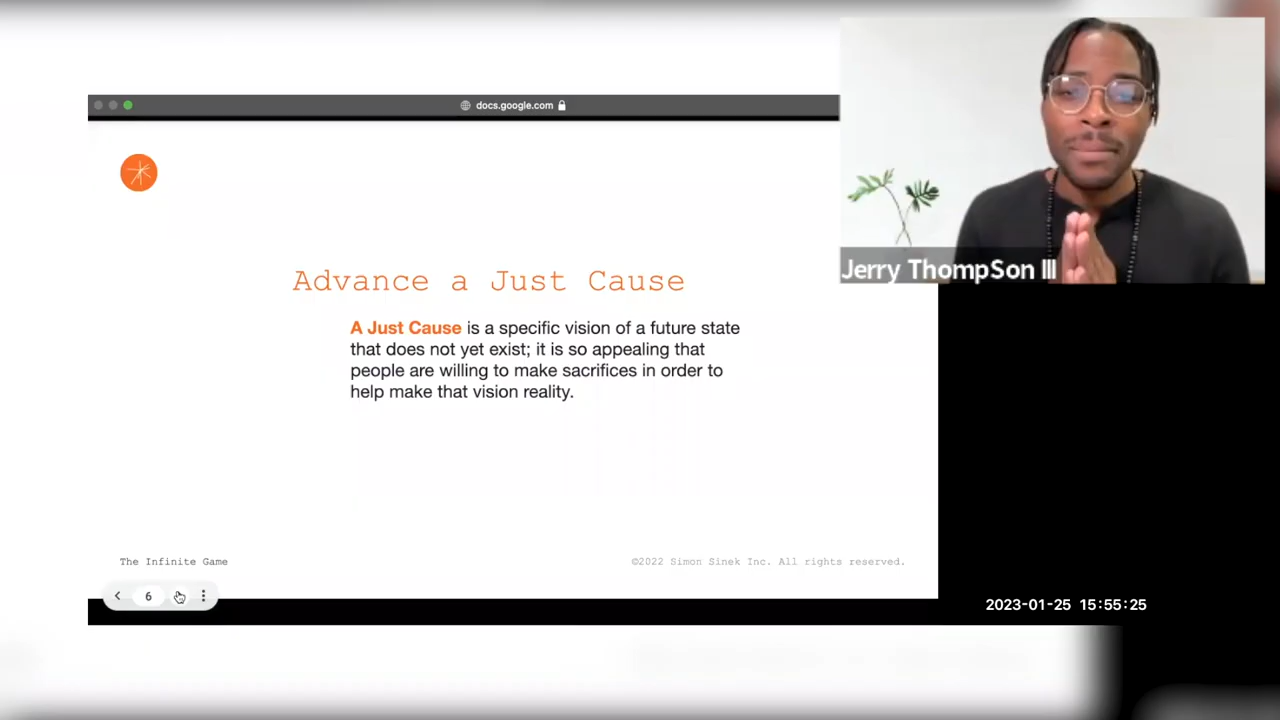 docs.google.com
Jerry ThompSon III
Advance a Just Cause
A Just Cause is a specific vision of a future state
that does not yet exist; it is so appealing that
people are willing to make sacrifices in order to
help make that vision reality.
The Infinite Game
©2022 Simon Sinek Inc. All rights reserved.
6
2023-01-25 15:55:25